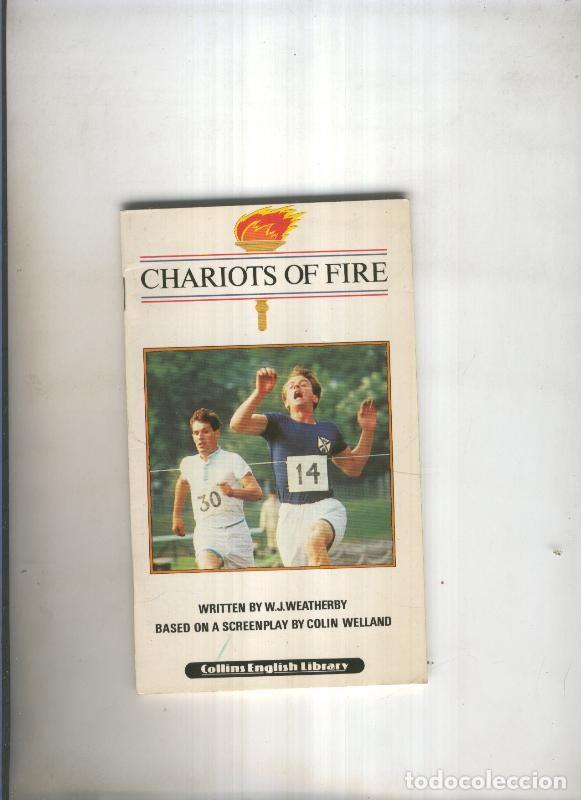 CHARIOTS OF FIRE
14
30
WRITTEN BY W.J.WEATHERBY
BASED ON A SCREENPLAY BY COLIN WELLAND
Collins English Library
todocoleccion